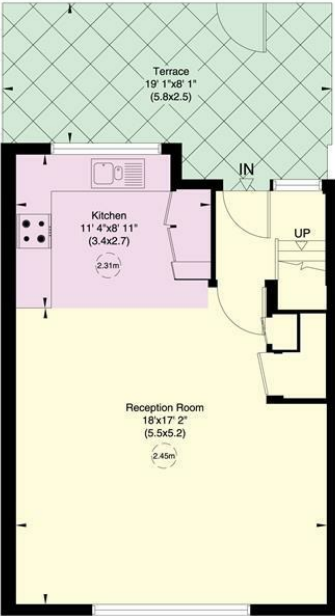 Terrace
19' 1"x8' 1"
(5.8x2.5)
IN
Kitchen
11' 4"x8' 11"
(3.4x2.7)
2.31m
UP
Reception Room
18'x17' 2"
(5.5x5.2)
2.45m